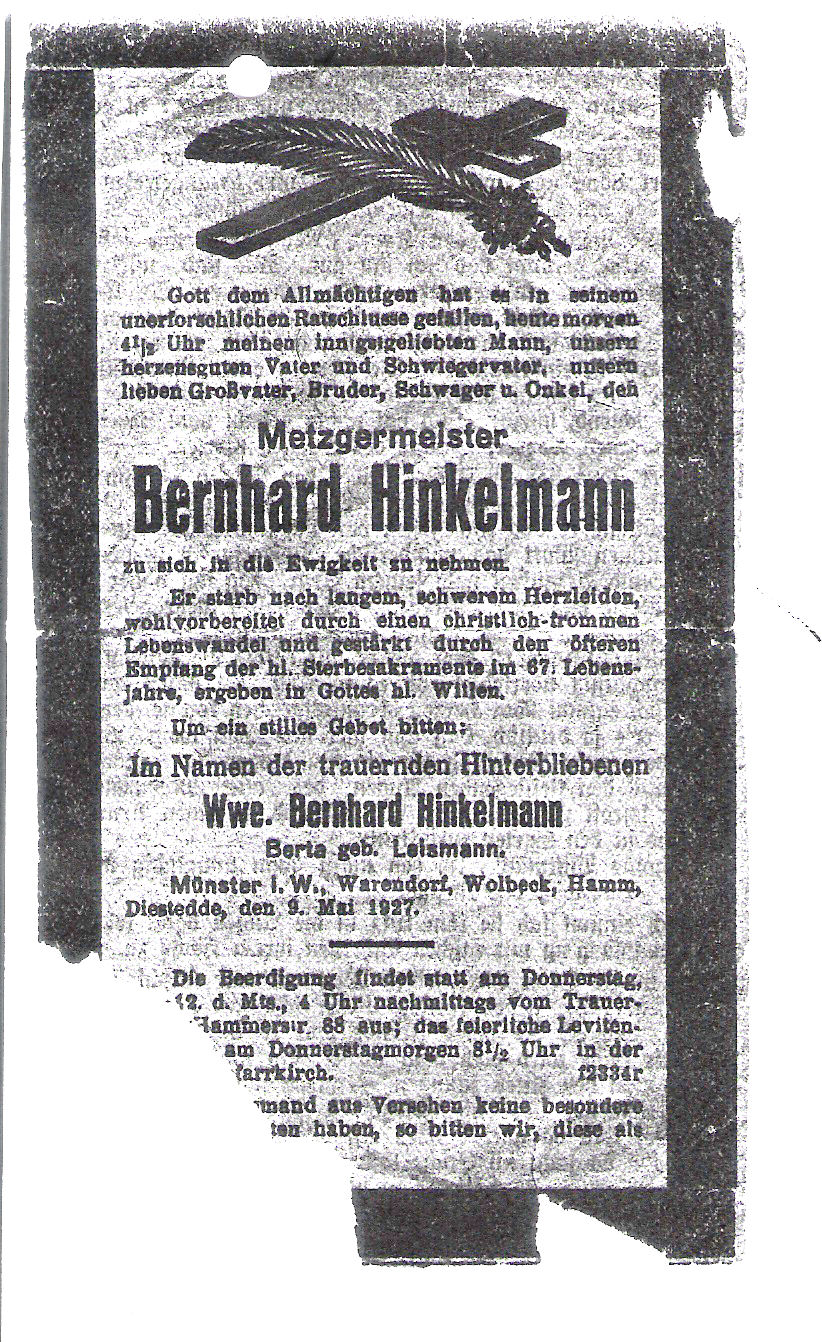 Gott dem Allmächtigen hat es in seinem
unerforschlichen Ratschlusse gefallen, heute morgen
4½ Uhr meinen innigstgeliebten Mann, unsern
herzensguten Vater und Schwiegervater, unsern
lieben Großvater, Bruder, Schwager u. Onkel, den
Metzgermeister
Bernhard Hinkelmann
zu sich in die Ewigkeit zu nehmen.
Er starb nach langem, schwerem Herzleiden,
wohlvorbereitet durch einen christlich-frommen
Lebenswandel und gestärkt durch den öfteren
Empfang der hl. Sterbesakramente im 67. Lebens-
jahre, ergeben in Gottes hl. Willen.
Um ein stilles Gebet bitten:
Im Namen der trauernden Hinterbliebenen
Wwe. Bernhard Hinkelmann
Berta geb. Leismann.
Münster i. W., Warendorf, Wolbeck, Hamm,
Diestedde, den 9. Mai 1927.
Die Beerdigung findet statt am Donnerstag,
12. d. Mts., 4 Uhr nachmittags vom Trauer-
Hammerstr. 88 aus; das feierliche Leviten-
am Donnerstagmorgen 8½ Uhr in der
farrkirch. f2334r
mand aus Versehen keine besondere
ten haben, so bitten wir, diese als